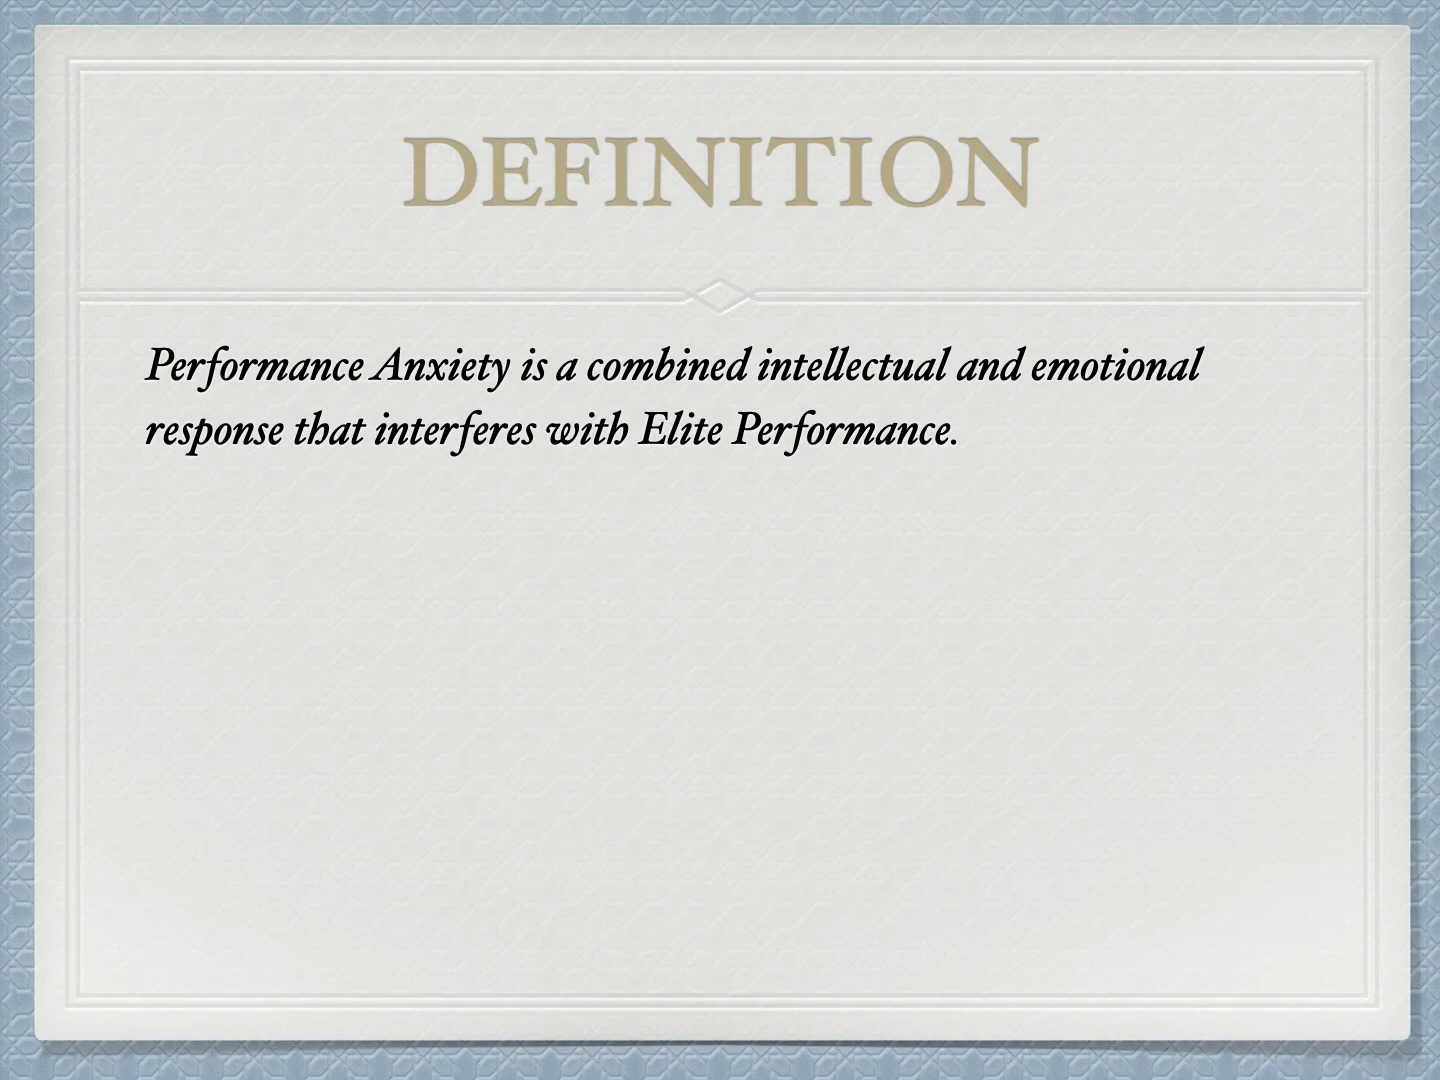 DEFINITION
Performance Anxiety is a combined intellectual and emotional
response that interferes with Elite Performance.